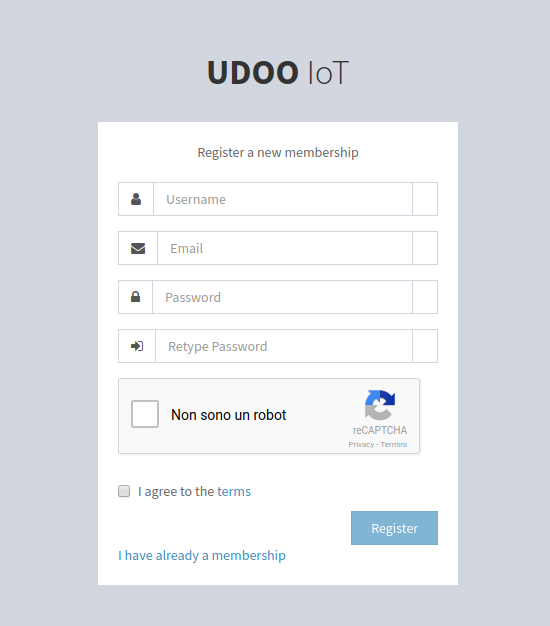 UDOO IoT
Register a new membership
Username
Email
Password
Retype Password
Non sono un robot
reCAPTCHA
Privacy - Termini
I agree to the terms
Register
I have already a membership